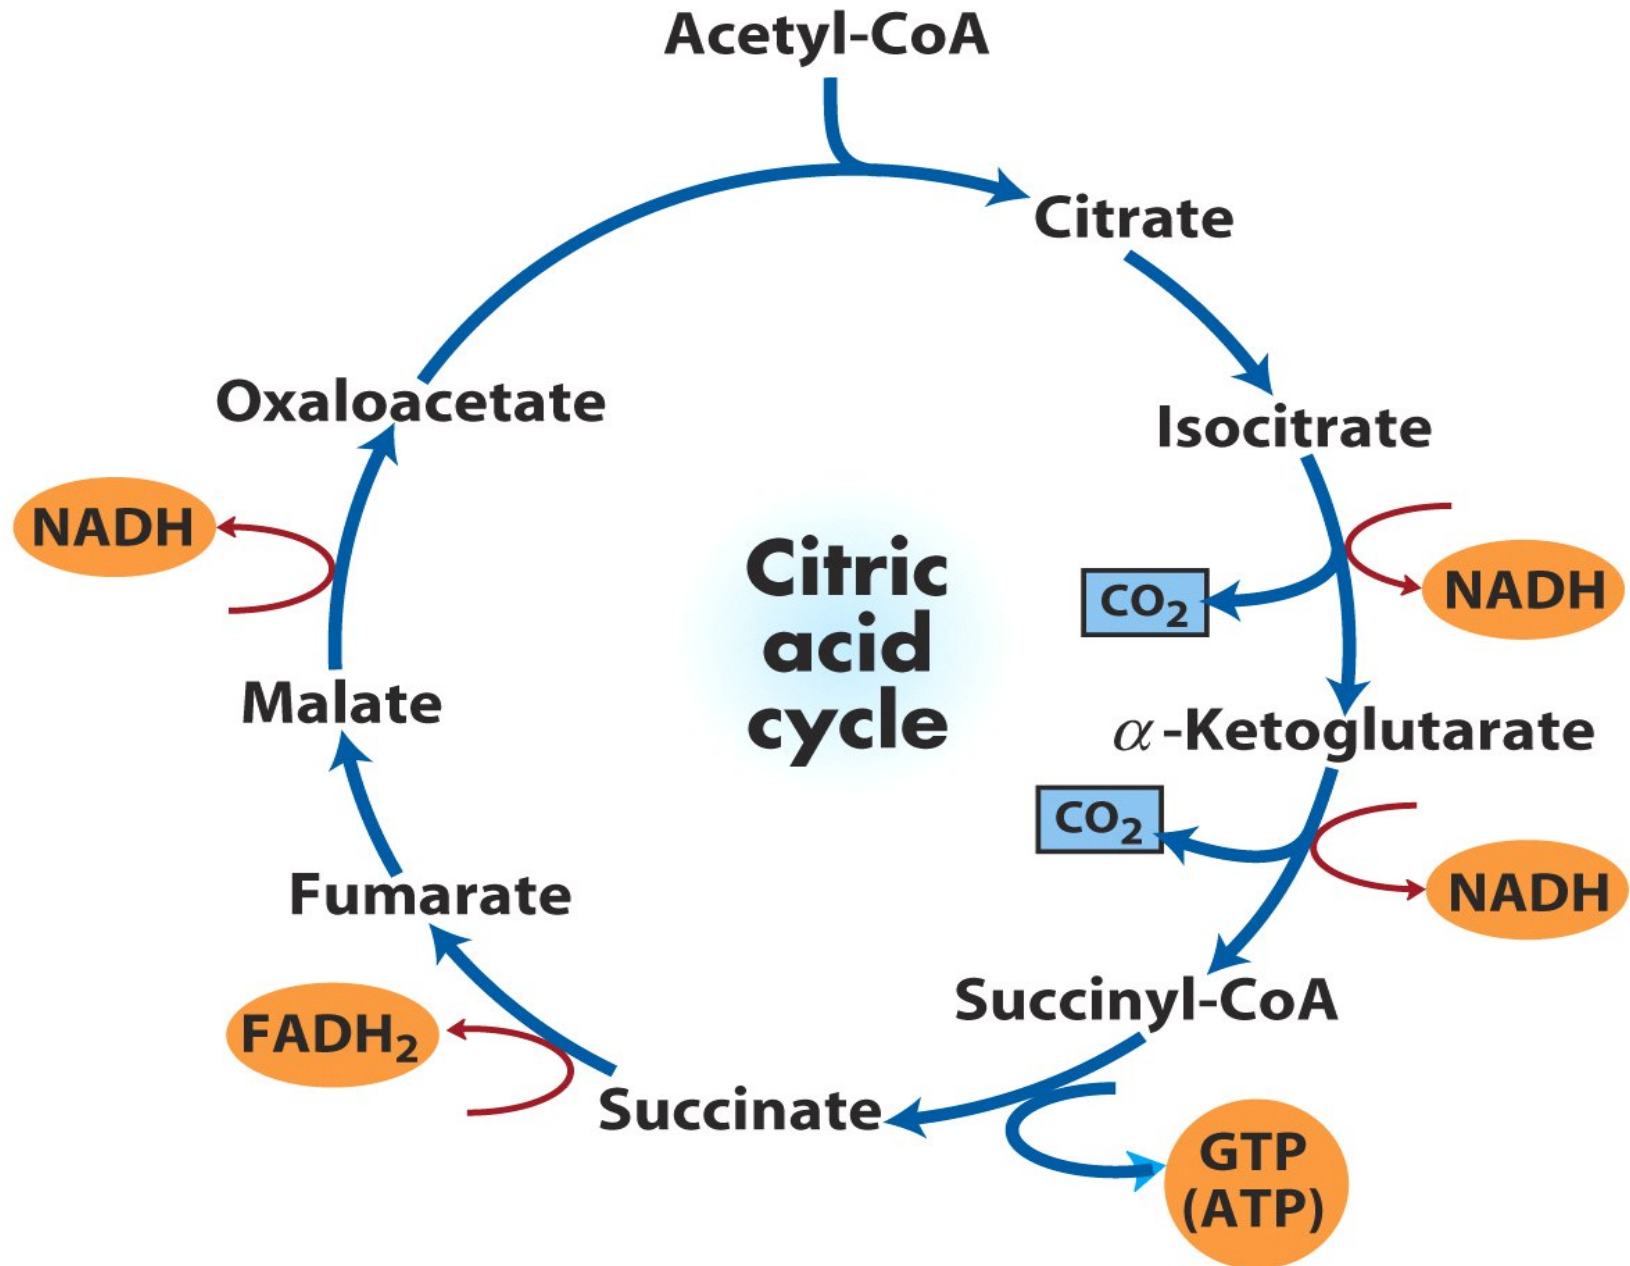 Acetyl-CoA
Citrate
Isocitrate
NADH
CO₂
α-Ketoglutarate
CO₂
NADH
Succinyl-CoA
GTP
(ATP)
Succinate
FADH₂
Fumarate
Malate
NADH
Oxaloacetate
Citric
acid
cycle